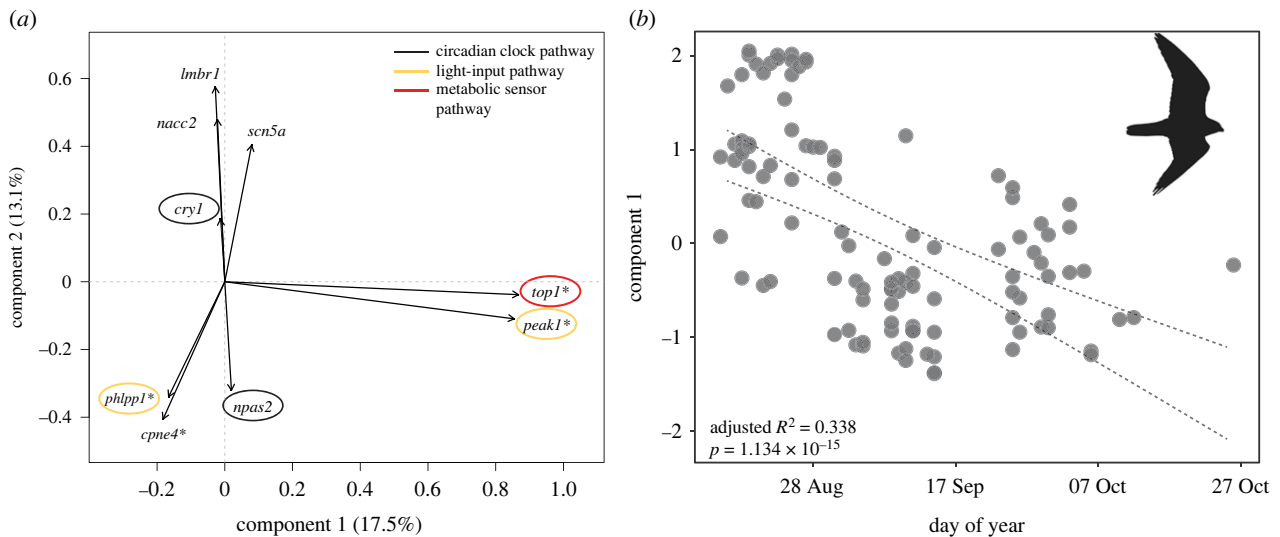 (a)
circadian clock pathway
light-input pathway
metabolic sensor
pathway
lmbr1
nacc2
scn5a
cry1
top1*
peak1*
phlpp1*
npas2
cpne4*
0.6
0.4
0.2
0
–0.2
–0.4
component 2 (13.1%)
–0.2
0
0.2
0.4
0.6
0.8
1.0
component 1 (17.5%)
(b)
2
1
0
–1
–2
component 1
adjusted R² = 0.338
p = 1.134 × 10⁻¹⁵
28 Aug
17 Sep
07 Oct
27 Oct
day of year